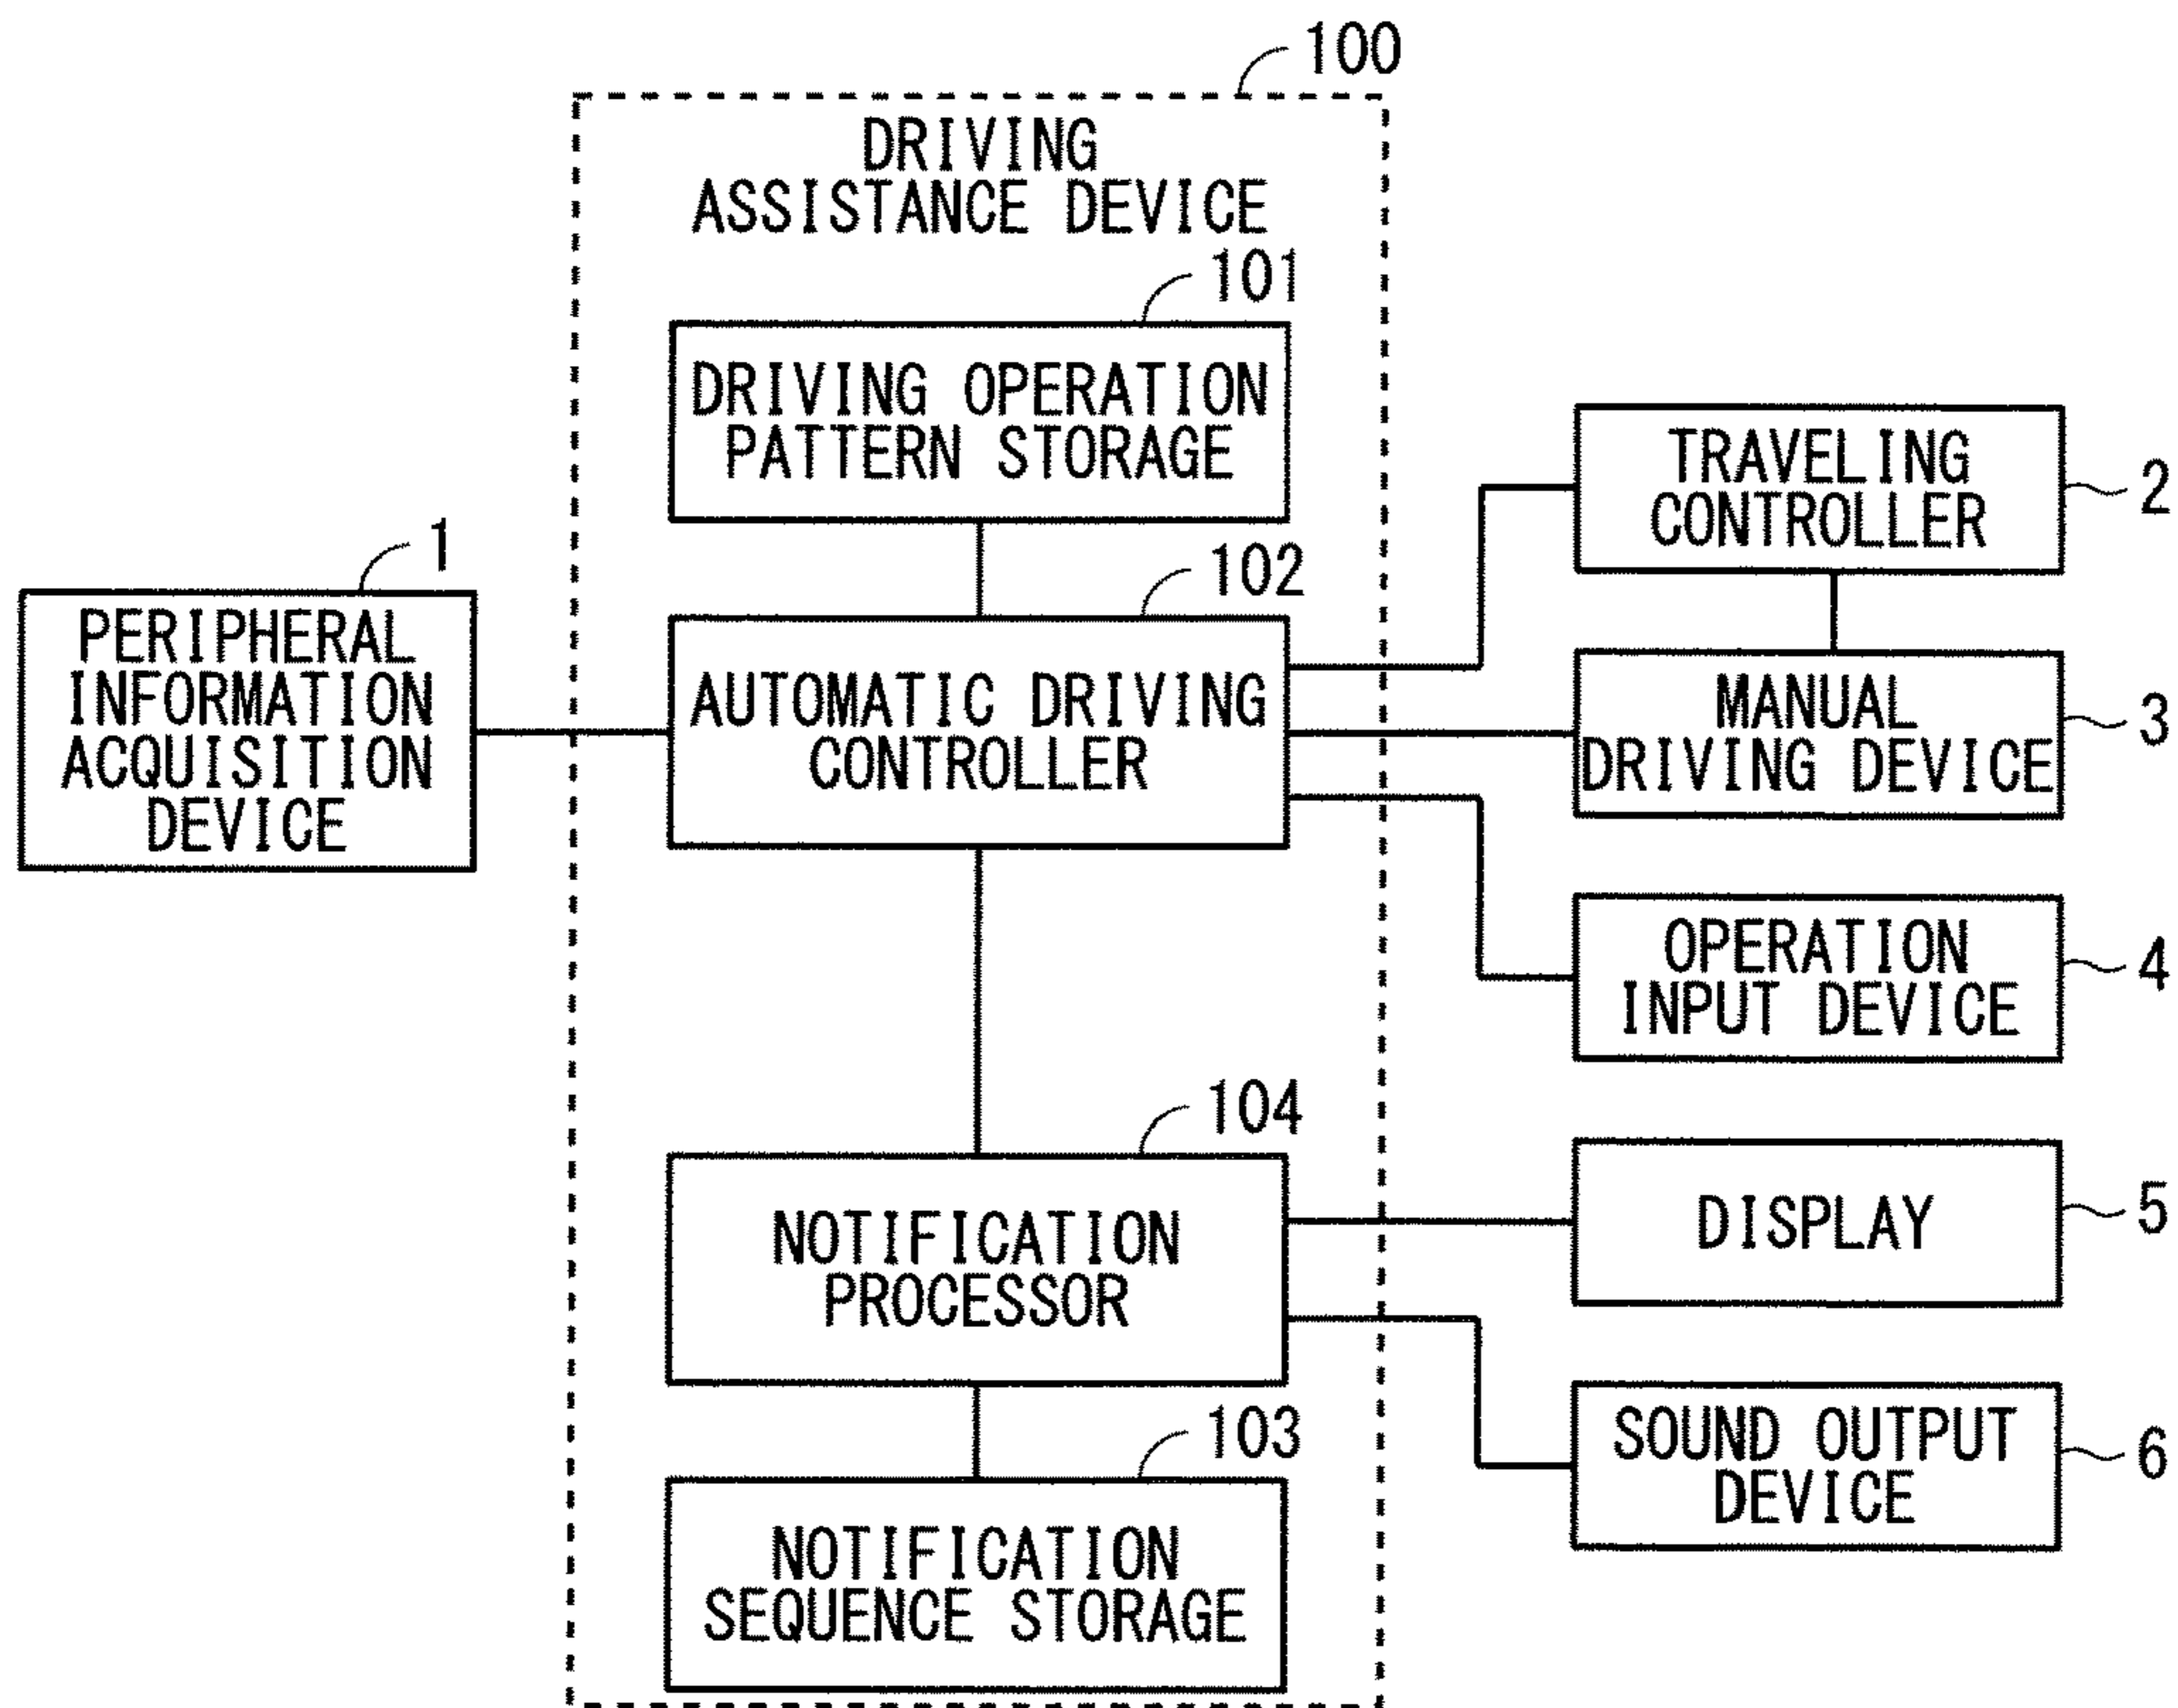 100
DRIVING
ASSISTANCE DEVICE
101
DRIVING OPERATION
PATTERN STORAGE
1
PERIPHERAL
INFORMATION
ACQUISITION
DEVICE
102
AUTOMATIC DRIVING
CONTROLLER
TRAVELING
CONTROLLER
2
MANUAL
DRIVING DEVICE
3
OPERATION
INPUT DEVICE
4
104
NOTIFICATION
PROCESSOR
DISPLAY
5
103
NOTIFICATION
SEQUENCE STORAGE
SOUND OUTPUT
DEVICE
6